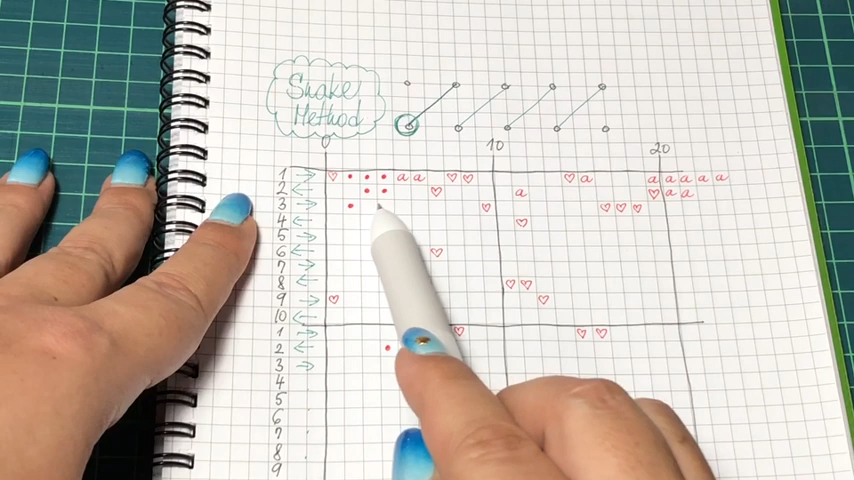 Snake
Method
0 10 20
1 → ♡ • • • a a ♡ ♡ ♡ a a a a a a
2 ← • • ♡ a ♡ a a
3 → • ♡ ♡ ♡ ♡
4 ← ♡
5 →
6 ← ♡
7 →
8 ← ♡ ♡
9 → ♡ ♡
10 ←
1 → ♡ ♡ ♡
2 ← •
3 →
4
5
6
7
8
9